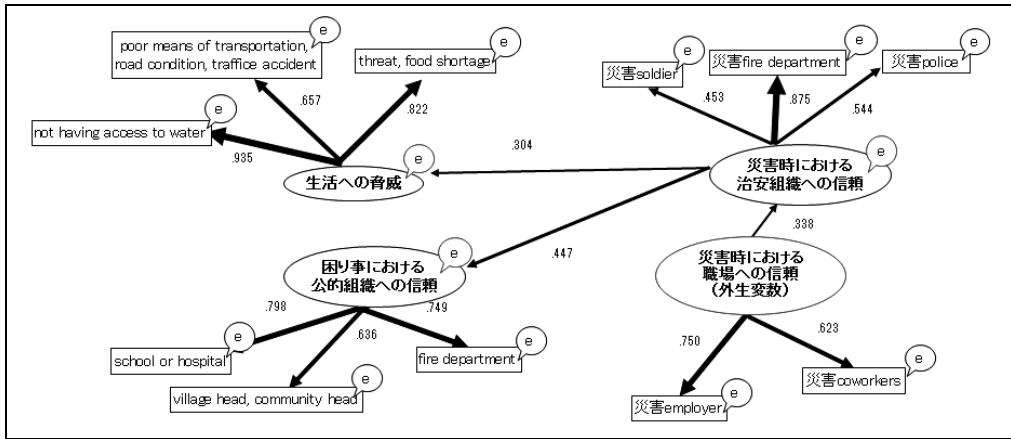 poor means of transportation,
road condition, traffice accident
e
threat, food shortage
e
not having access to water
e
.657
.822
.935
生活への脅威
e
災害soldier
e
災害fire department
e
災害police
e
.453
.875
.544
災害時における
治安組織への信頼
e
.304
.447
.338
災害時における
職場への信頼
(外生変数)
.750
.623
災害employer
e
災害coworkers
e
困り事における
公的組織への信頼
e
.798
.636
.749
school or hospital
e
village head, community head
e
fire department
e